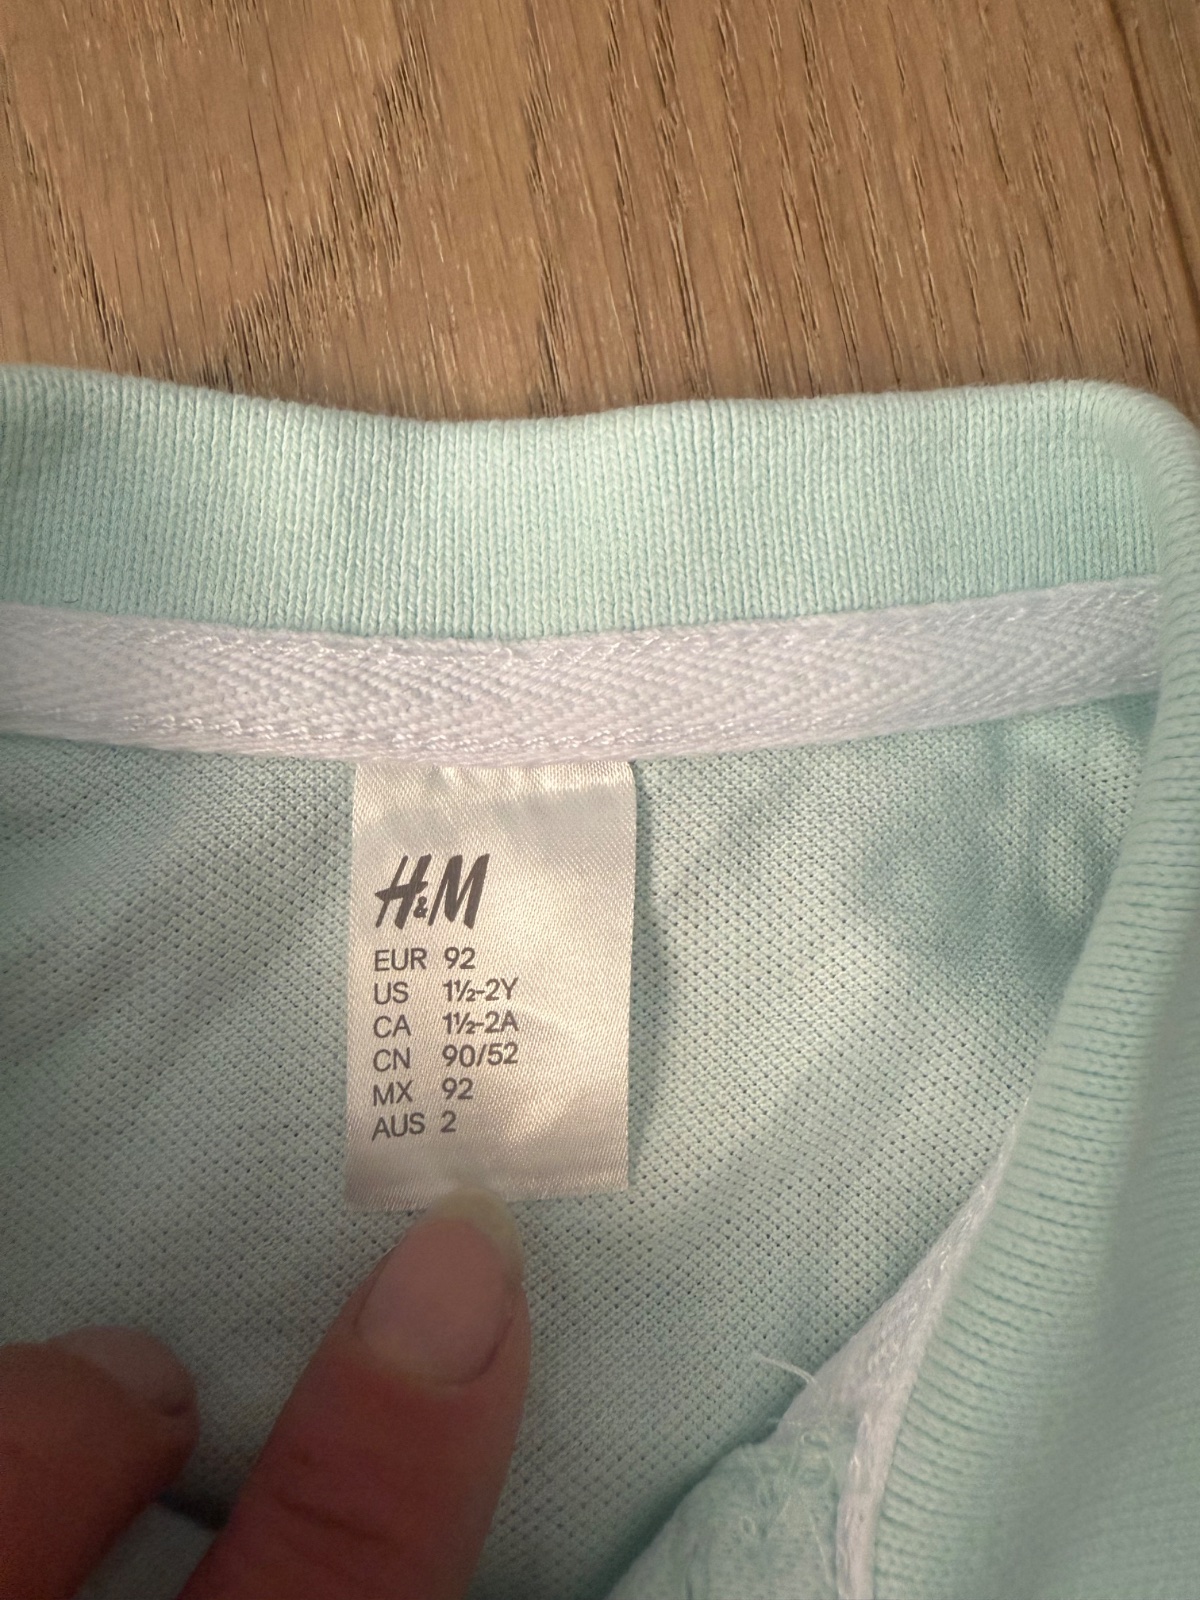 H&M
EUR 92
US 1½-2Y
CA 1½-2A
CN 90/52
MX 92
AUS 2